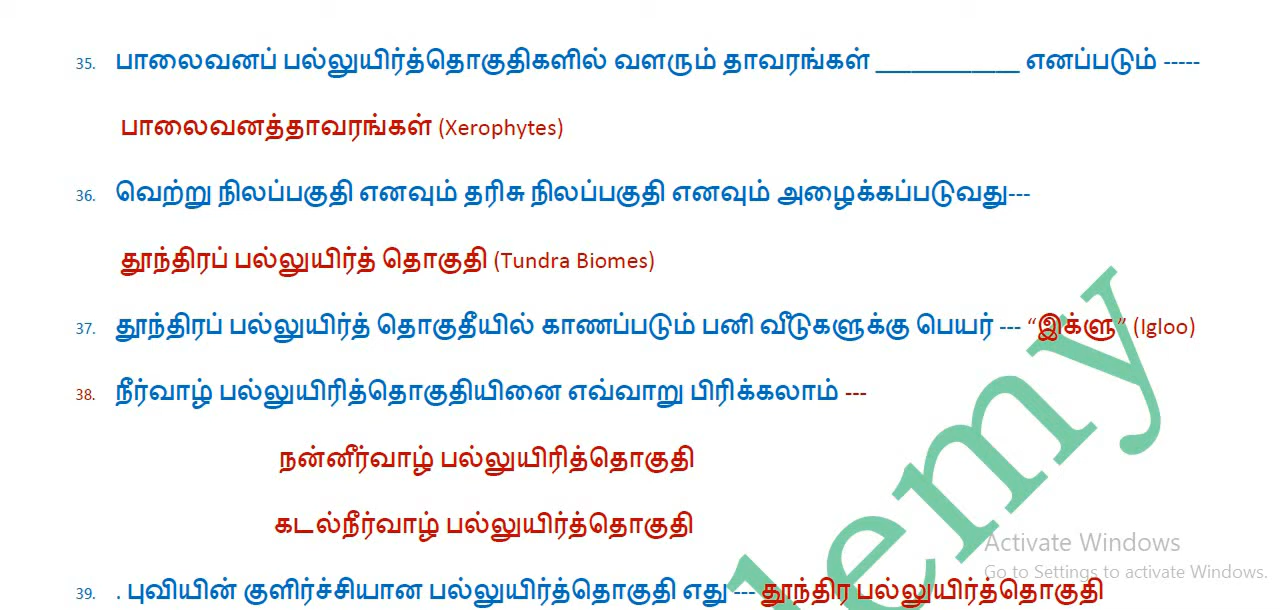 35. பாலைவனப் பல்லுயிர்த்தொகுதிகளில் வளரும் தாவரங்கள் ____________ எனப்படும் -----
பாலைவனத்தாவரங்கள் (Xerophytes)
36. வெற்று நிலப்பகுதி எனவும் தரிசு நிலப்பகுதி எனவும் அழைக்கப்படுவது---
தூந்திரப் பல்லுயிர்த் தொகுதி (Tundra Biomes)
37. தூந்திரப் பல்லுயிர்த் தொகுதீயில் காணப்படும் பனி வீடுகளுக்கு பெயர் --- “இக்ளு” (Igloo)
38. நீர்வாழ் பல்லுயிரித்தொகுதியினை எவ்வாறு பிரிக்கலாம் ---
நன்னீர்வாழ் பல்லுயிரித்தொகுதி
கடல்நீர்வாழ் பல்லுயிர்த்தொகுதி
39. . புவியின் குளிர்ச்சியான பல்லுயிர்த்தொகுதி எது --- தூந்திர பல்லுயிர்த்தொகுதி
demy
Activate Windows
Go to Settings to activate Windows.